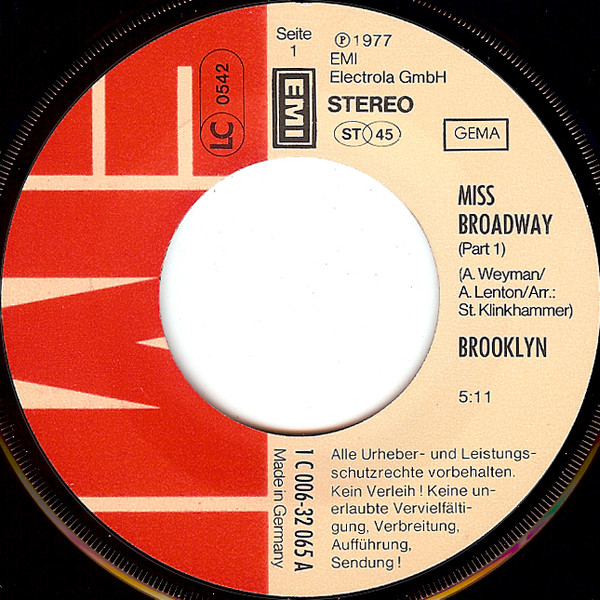 Seite
1
℗ 1977
EMI
Electrola GmbH
LC 0542
EMI
STEREO
ST 45
GEMA
MISS
BROADWAY
(Part 1)
(A. Weyman/
A. Lenton/Arr.:
St. Klinkhammer)
BROOKLYN
5:11
1 C 006-32 065 A
Made in Germany
Alle Urheber- und Leistungs-
schutzrechte vorbehalten.
Kein Verleih! Keine un-
erlaubte Vervielfälti-
gung, Verbreitung,
Aufführung,
Sendung!